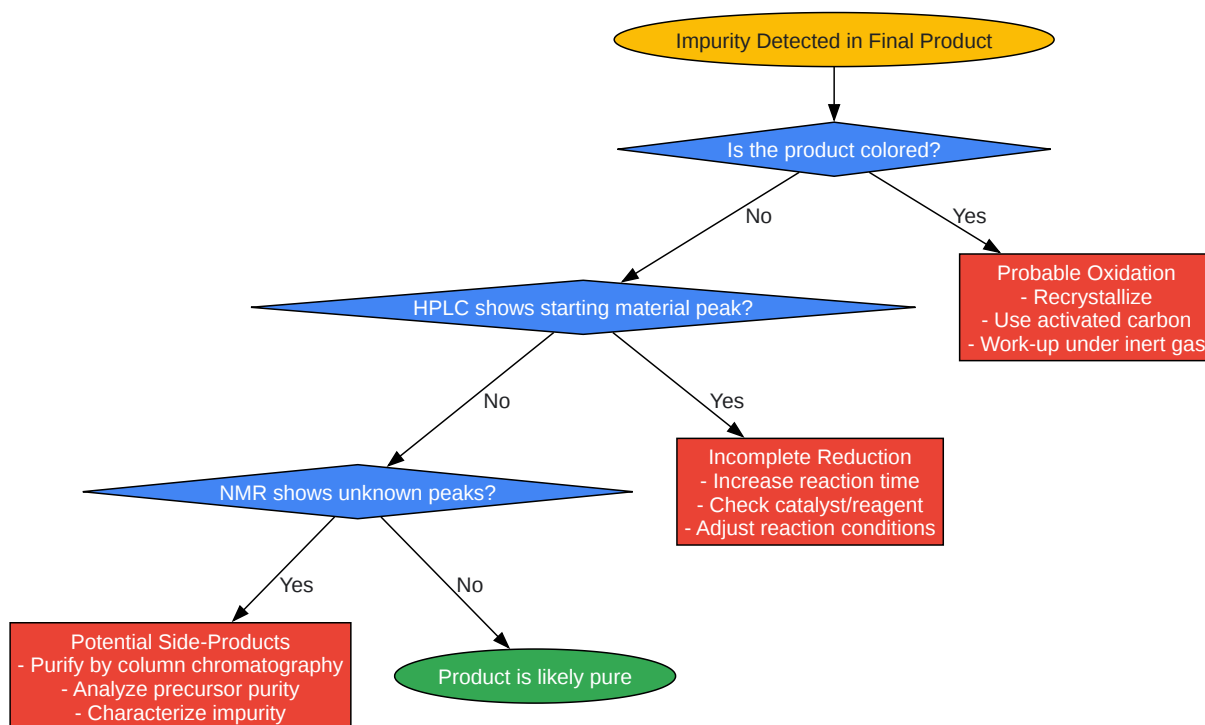 Impurity Detected in Final Product
Is the product colored?
No
Yes
Probable Oxidation
- Recrystallize
- Use activated carbon
- Work-up under inert gas
HPLC shows starting material peak?
No
Yes
Incomplete Reduction
- Increase reaction time
- Check catalyst/reagent
- Adjust reaction conditions
NMR shows unknown peaks?
Yes
No
Potential Side-Products
- Purify by column chromatography
- Analyze precursor purity
- Characterize impurity
Product is likely pure